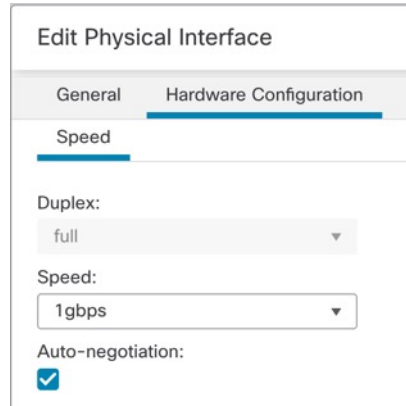 Edit Physical Interface
General Hardware Configuration
Speed
Duplex:
full
Speed:
1gbps
Auto-negotiation: